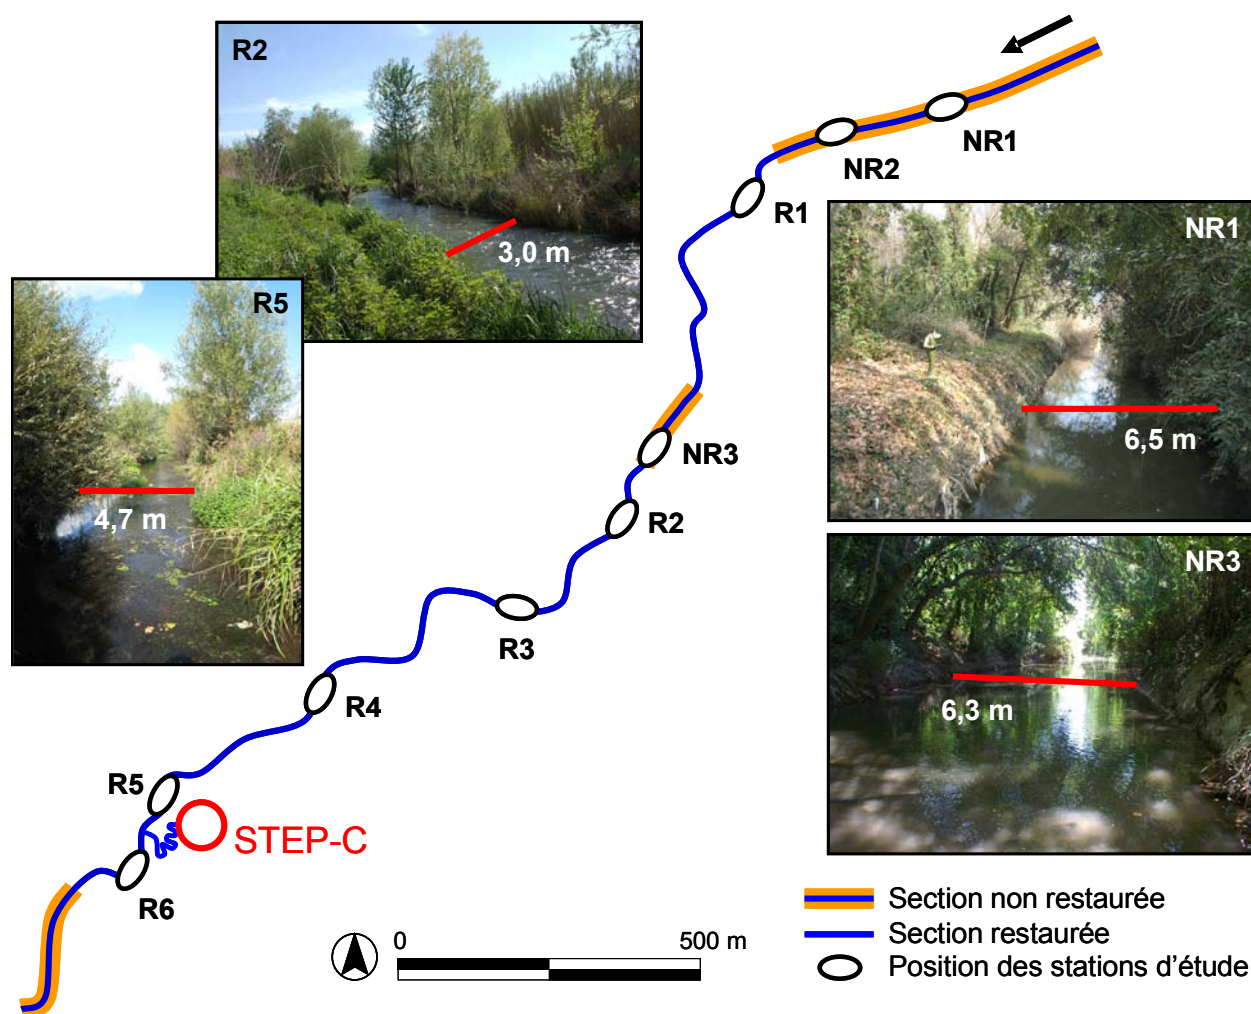 R2
3,0 m
NR1
NR2
R1
NR1
6,5 m
R5
4,7 m
NR3
R2
NR3
6,3 m
R3
R4
R5
STEP-C
R6
Section non restaurée
Section restaurée
Position des stations d’étude
0 500 m